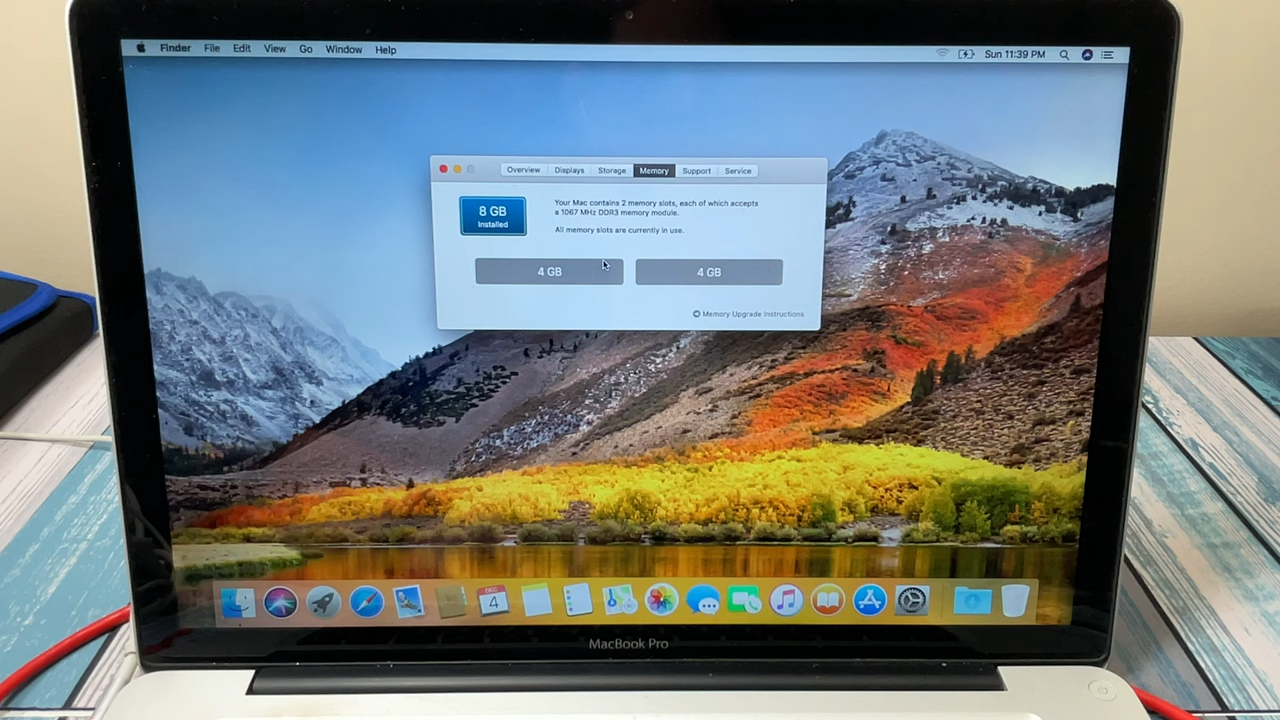 Finder File Edit View Go Window Help
Sun 11:39 PM
Overview Displays Storage Memory Support Service
8 GB
Installed
Your Mac contains 2 memory slots, each of which accepts
a 1067 MHz DDR3 memory module.
All memory slots are currently in use.
4 GB 4 GB
Memory Upgrade Instructions
DEC
4
MacBook Pro